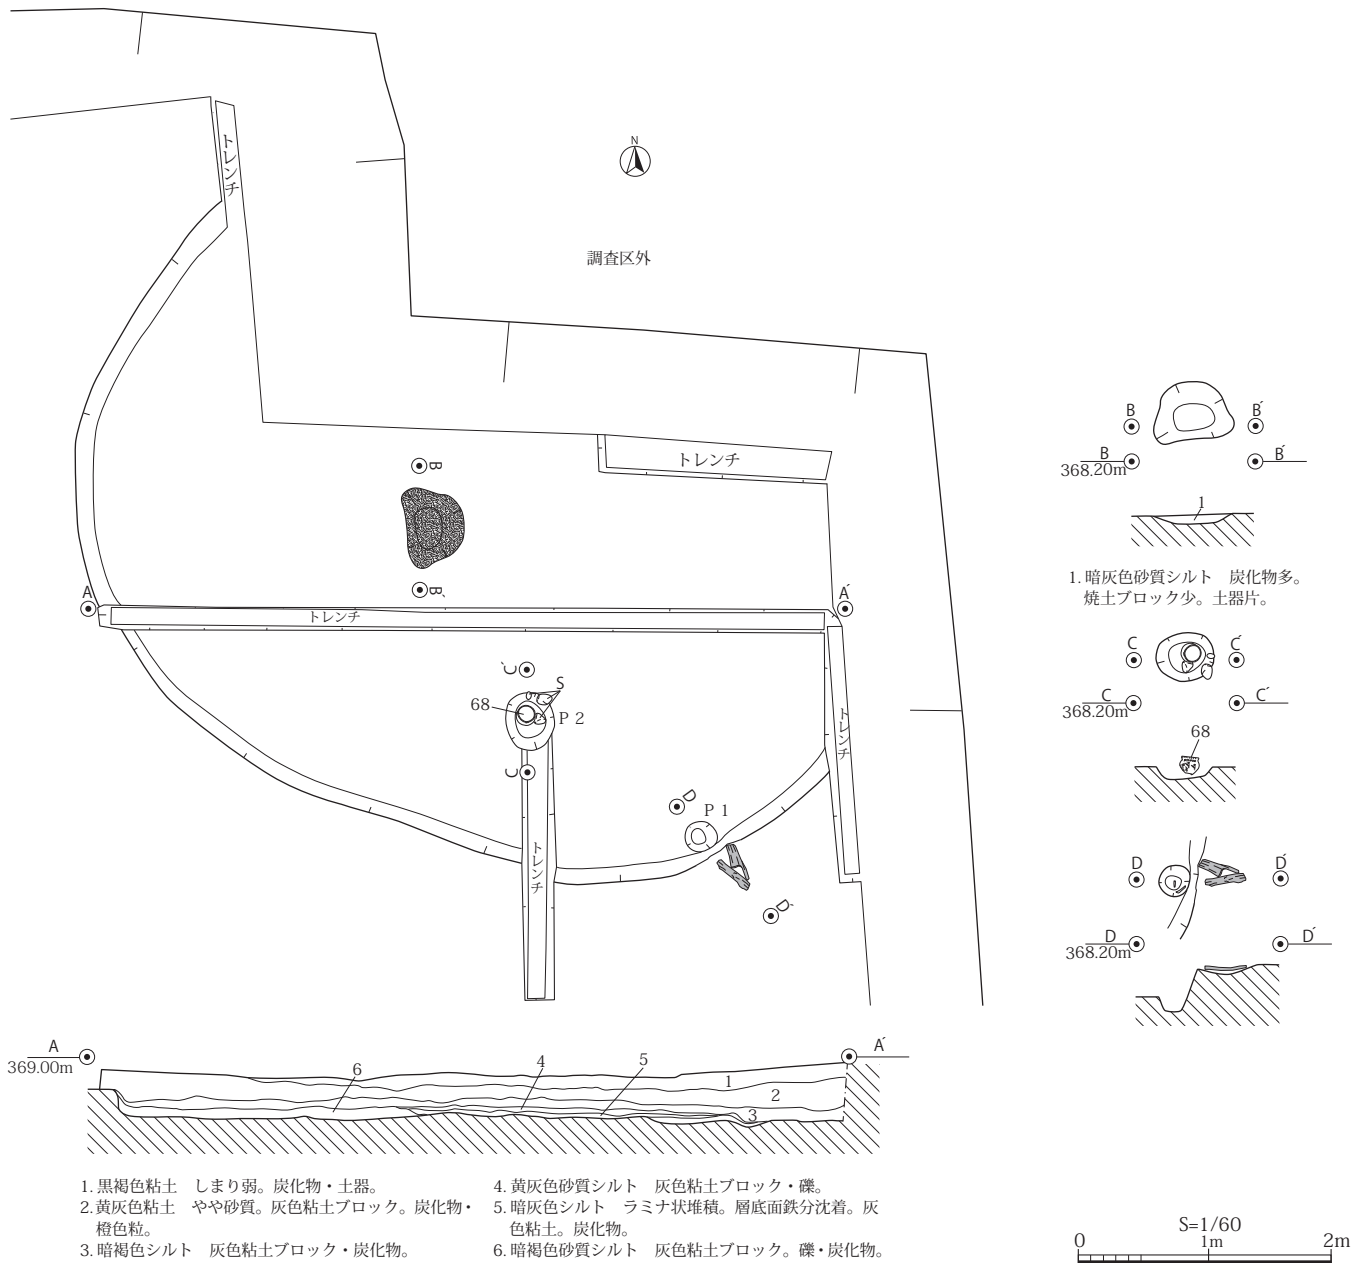 N
調査区外
トレンチ
トレンチ
B
B´
A
A´
トレンチ
C´
S
68
P 2
C
トレンチ
トレンチ
D
P 1
D´
B
B´
B
B´
368.20m
1
1. 暗灰色砂質シルト　炭化物多。
焼土ブロック少。土器片。
C
C´
C
C´
368.20m
68
D
D´
D
D´
368.20m
A
A´
369.00m
6
4
5
1
2
3
1. 黒褐色粘土　しまり弱。炭化物・土器。
2. 黄灰色粘土　やや砂質。灰色粘土ブロック。炭化物・
橙色粒。
3. 暗褐色シルト　灰色粘土ブロック・炭化物。
4. 黄灰色砂質シルト　灰色粘土ブロック・礫。
5. 暗灰色シルト　ラミナ状堆積。層底面鉄分沈着。灰
色粘土。炭化物。
6. 暗褐色砂質シルト　灰色粘土ブロック。礫・炭化物。
S=1/60
0
1m
2m